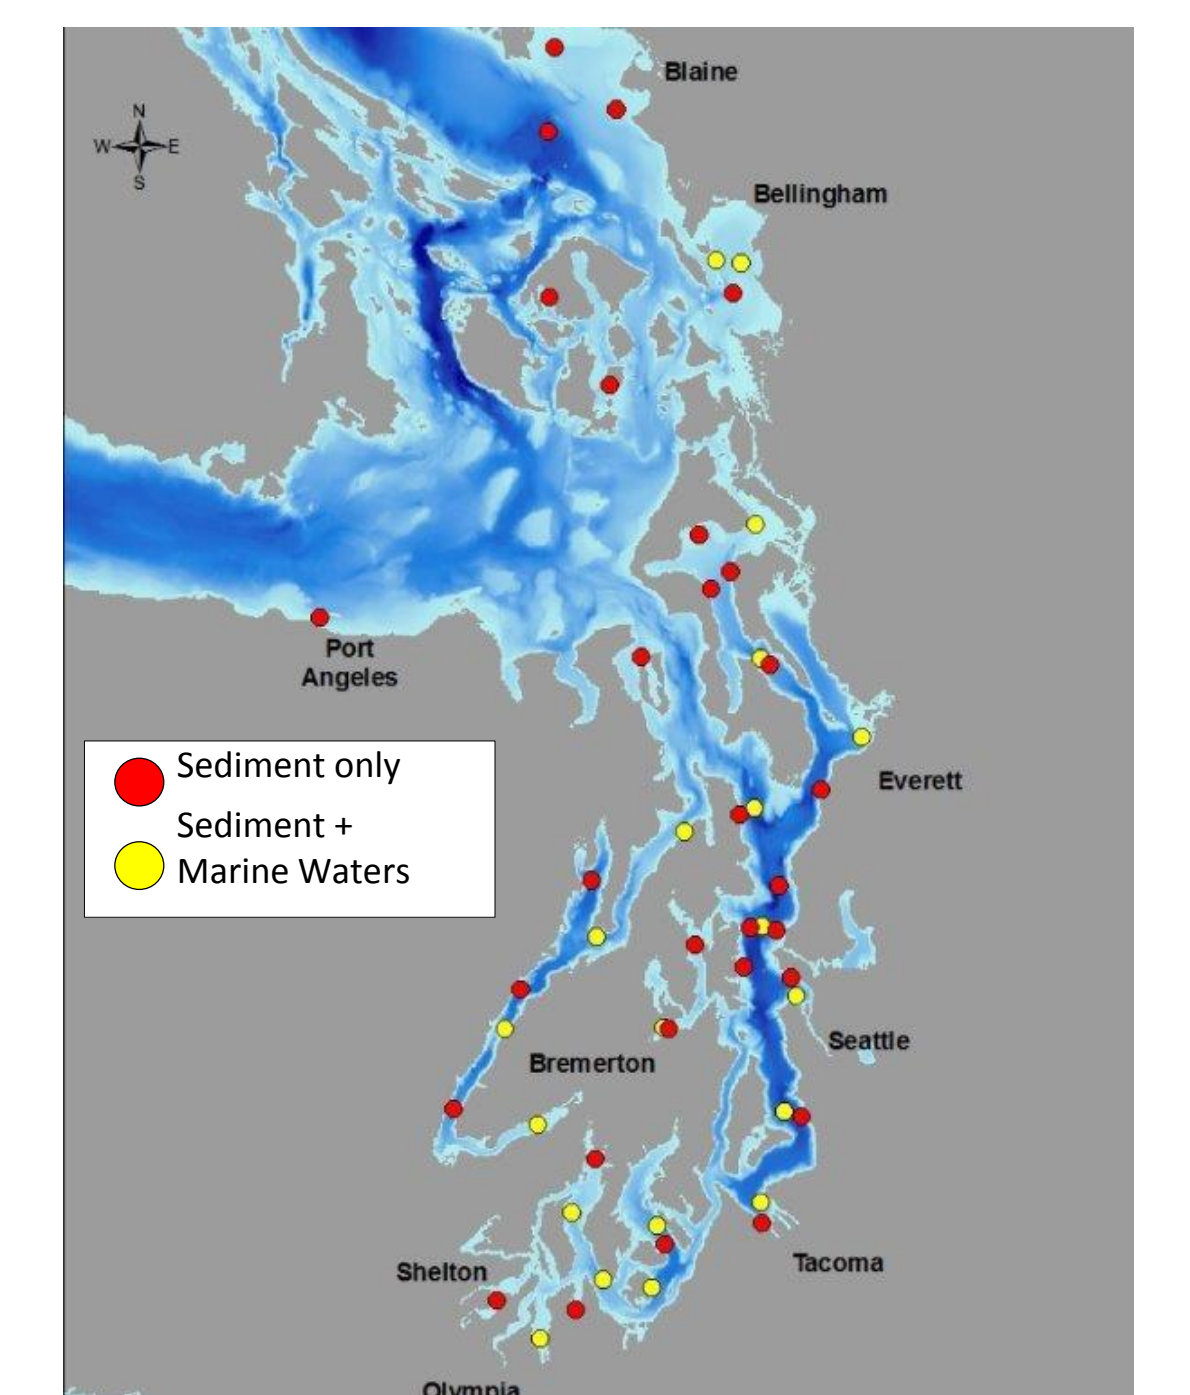 Blaine
N
W E
S
Bellingham
Port
Angeles
Sediment only
Sediment +
Marine Waters
Everett
Seattle
Bremerton
Shelton
Tacoma
Olympia